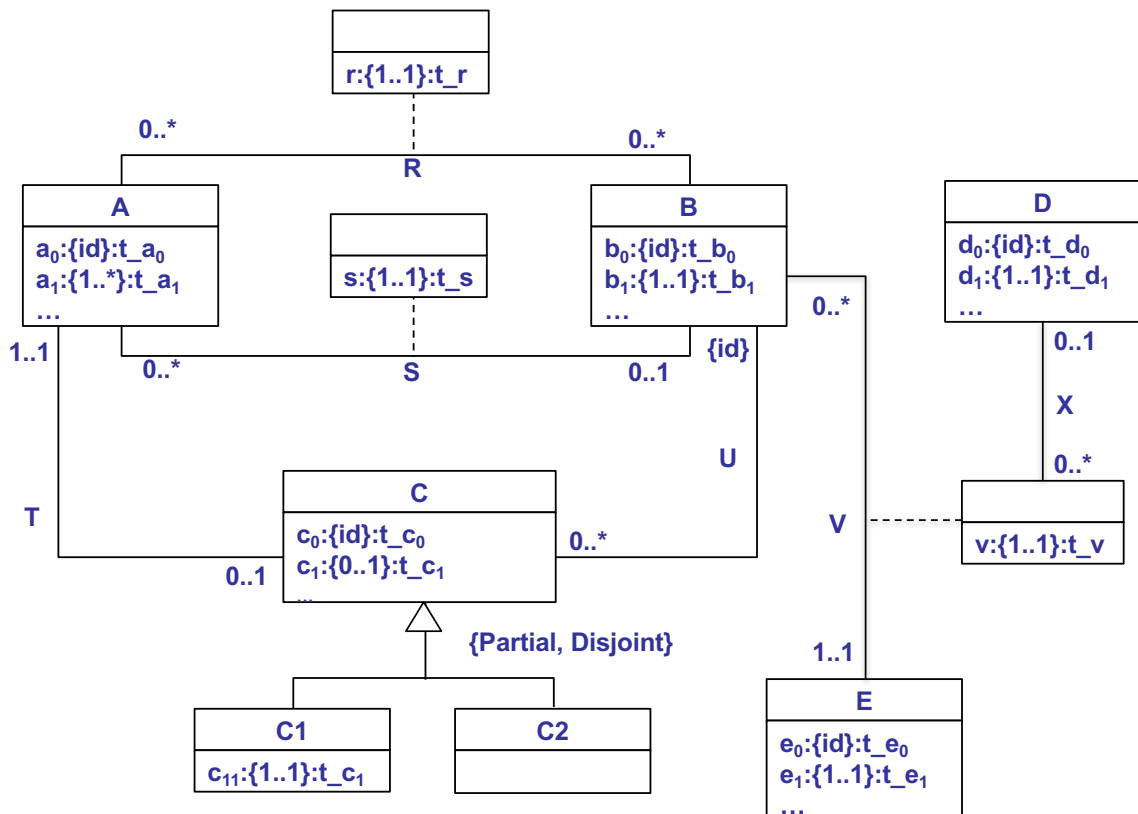 r:{1..1}:t_r
0..*
0..*
R
A
a₀:{id}:t_a₀
a₁:{1..*}:t_a₁
…
s:{1..1}:t_s
B
b₀:{id}:t_b₀
b₁:{1..1}:t_b₁
…
D
d₀:{id}:t_d₀
d₁:{1..1}:t_d₁
…
1..1
0..*
S
0..1
{id}
0..*
0..1
X
U
0..*
T
C
c₀:{id}:t_c₀
c₁:{0..1}:t_c₁
...
0..1
0..*
V
v:{1..1}:t_v
{Partial, Disjoint}
1..1
C1
c₁₁:{1..1}:t_c₁
C2
E
e₀:{id}:t_e₀
e₁:{1..1}:t_e₁
…